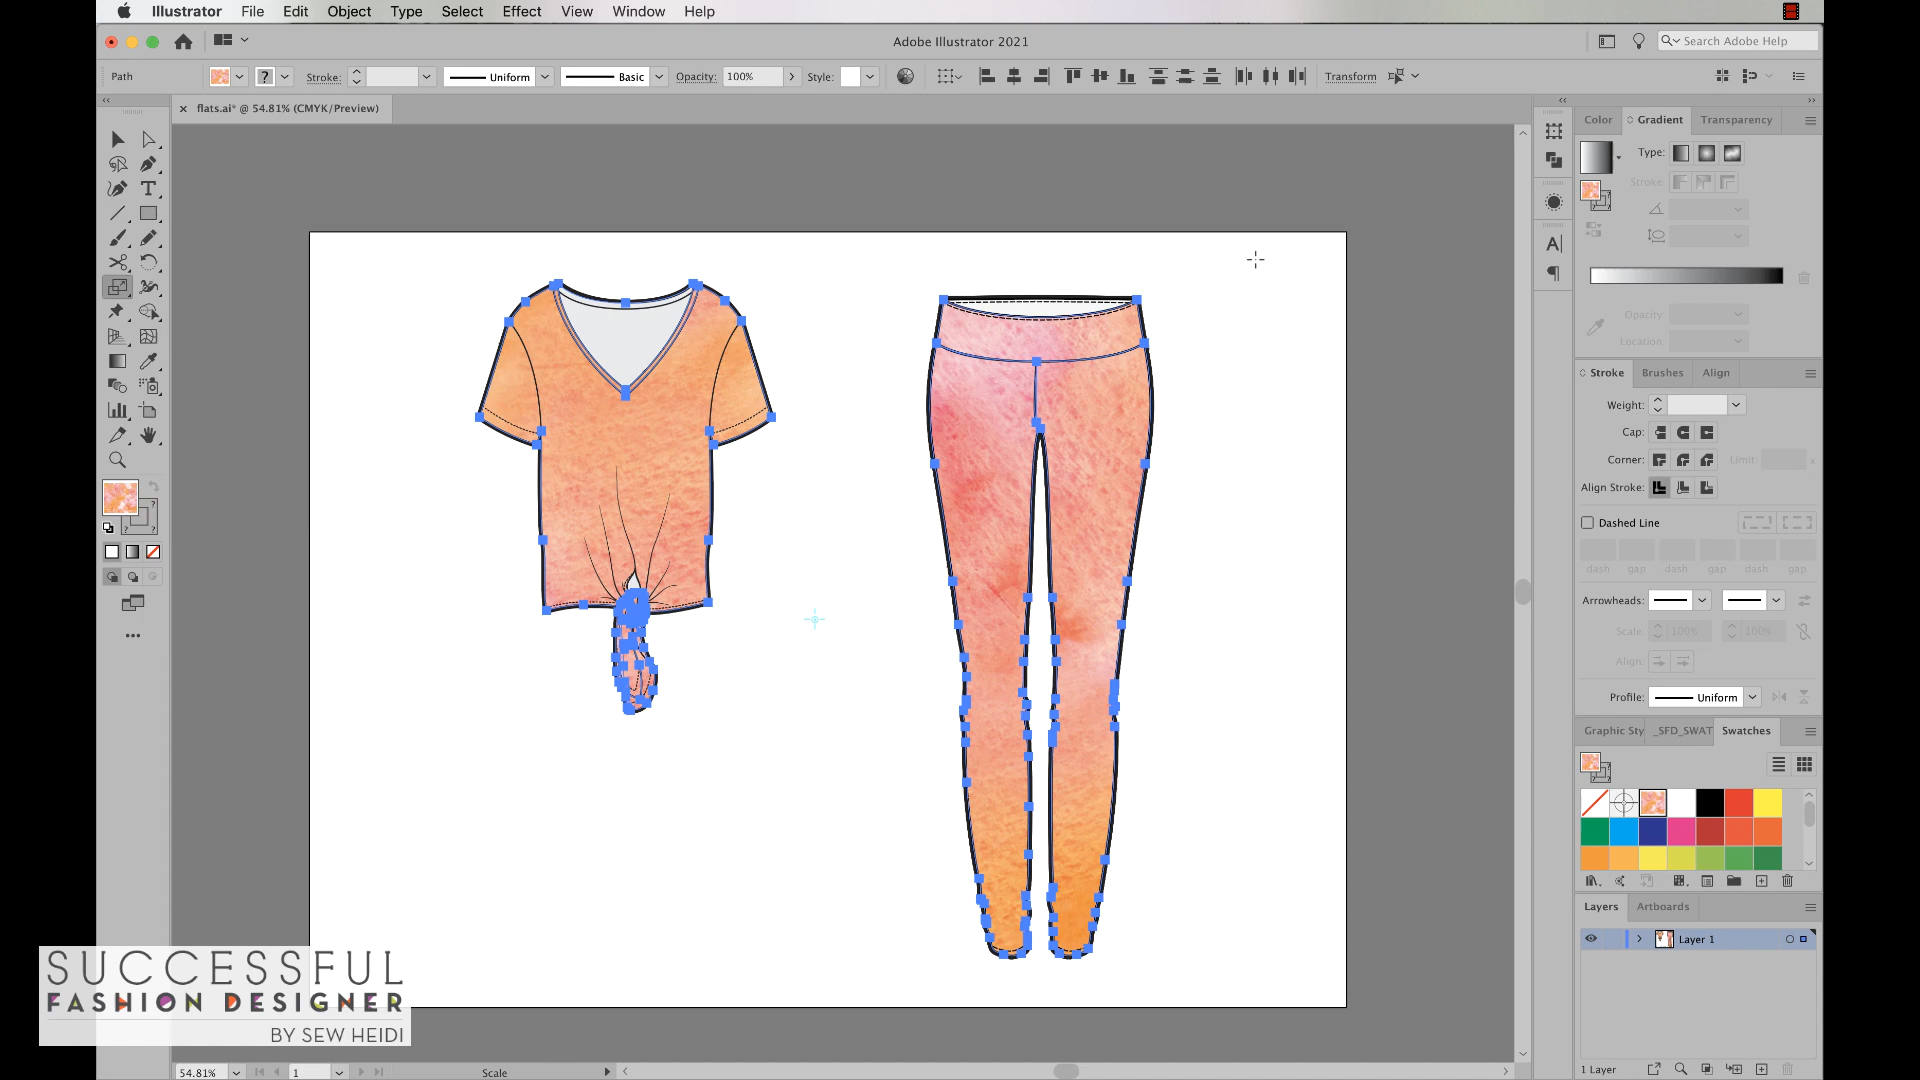 Illustrator File Edit Object Type Select Effect View Window Help
Adobe Illustrator 2021
Search Adobe Help
Path ? Stroke: Uniform Basic Opacity: 100% Style: Transform
× flats.ai* @ 54.81% (CMYK/Preview)
Color Gradient Transparency
Type:
Stroke:
Opacity:
Location:
Stroke Brushes Align
Weight:
Cap:
Corner: Limit: x
Align Stroke:
Dashed Line
dash gap dash gap dash gap
Arrowheads:
Scale: 100% 100%
Align:
Profile: Uniform
Graphic Sty _SFD_SWAT Swatches
Layers Artboards
Layer 1
1 Layer
54.81% 1 Scale
SUCCESSFUL
FASHION DESIGNER
BY SEW HEIDI